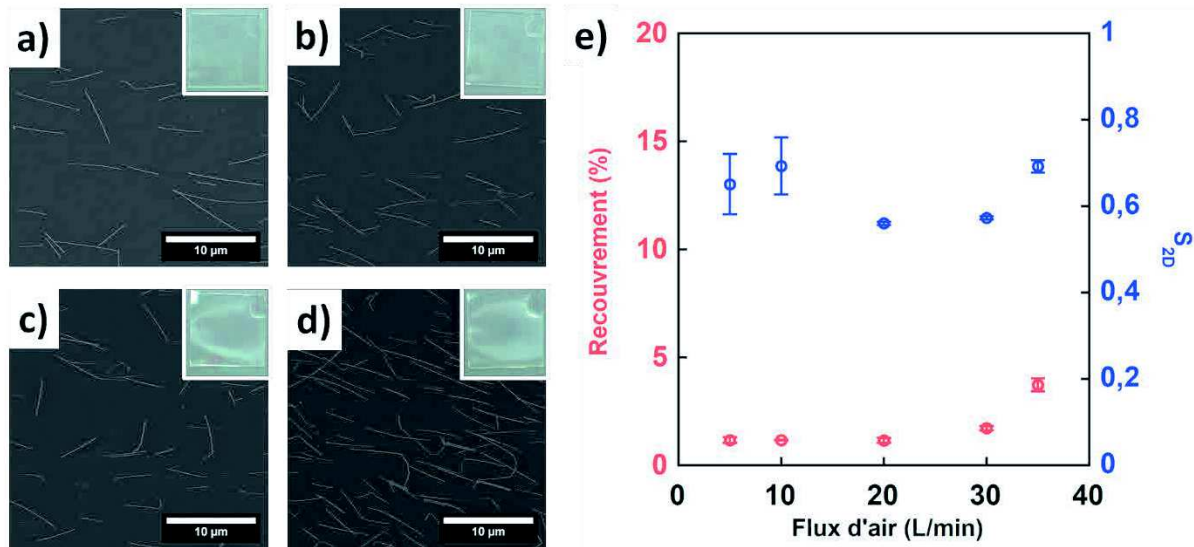 a)
10 µm
b)
10 µm
c)
10 µm
d)
10 µm
e)
Recouvrement (%)
20
15
10
5
0
0 10 20 30 40
Flux d'air (L/min)
1
0,8
0,6
0,4
0,2
0
S2D